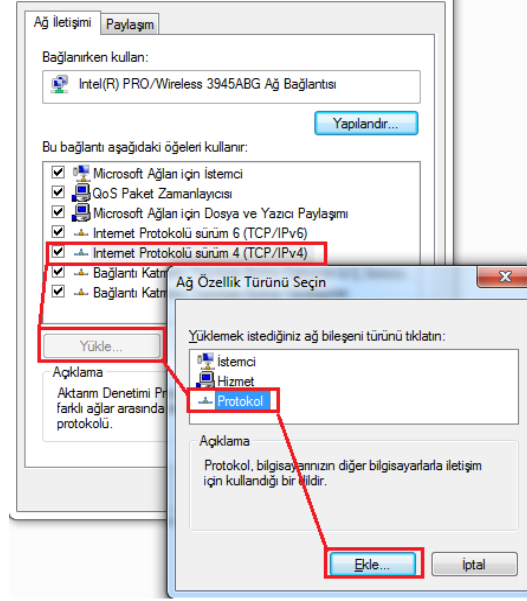 Ağ İletişimi Paylaşım
Bağlanırken kullan:
Intel(R) PRO/Wireless 3945ABG Ağ Bağlantısı
Yapılandır...
Bu bağlantı aşağıdaki öğeleri kullanır:
Microsoft Ağları için İstemci
QoS Paket Zamanlayıcısı
Microsoft Ağları için Dosya ve Yazıcı Paylaşımı
Internet Protokolü sürüm 6 (TCP/IPv6)
Internet Protokolü sürüm 4 (TCP/IPv4)
Bağlantı
Bağlantı
Yükle...
Açıklama
Aktarım Denetimi
farklı ağlar arasında
protokolü.
Ağ Özellik Türünü Seçin
Yüklemek istediğiniz ağ bileşeni türünü tıklatın:
İstemci
Hizmet
Protokol
Açıklama
Protokol, bilgisayarınızın diğer bilgisayarlarla iletişim
için kullandığı bir dildir.
Ekle...
İptal